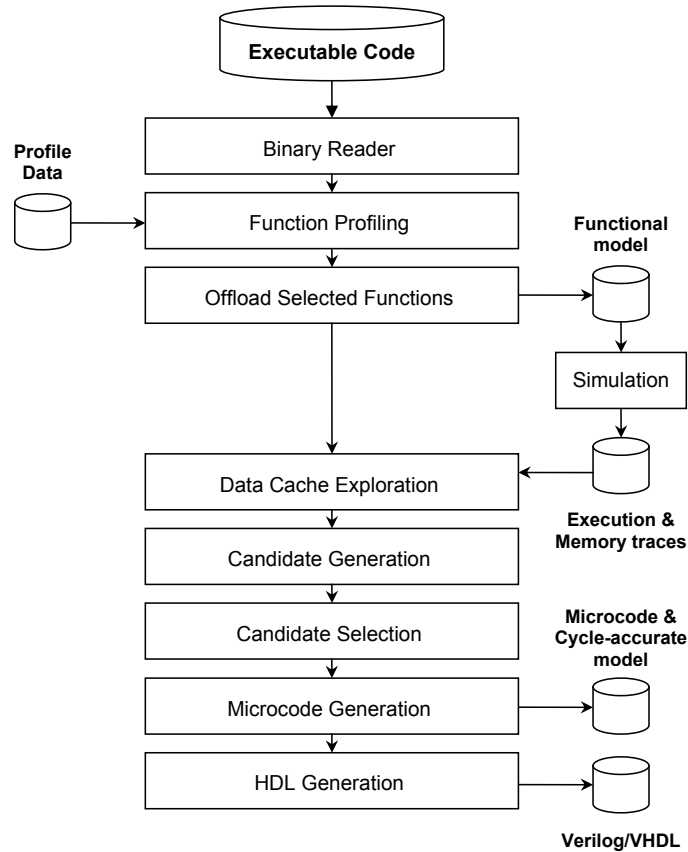 Executable Code
Binary Reader
Profile
Data
Function Profiling
Functional
model
Offload Selected Functions
Simulation
Data Cache Exploration
Execution &
Memory traces
Candidate Generation
Candidate Selection
Microcode &
Cycle-accurate
model
Microcode Generation
HDL Generation
Verilog/VHDL